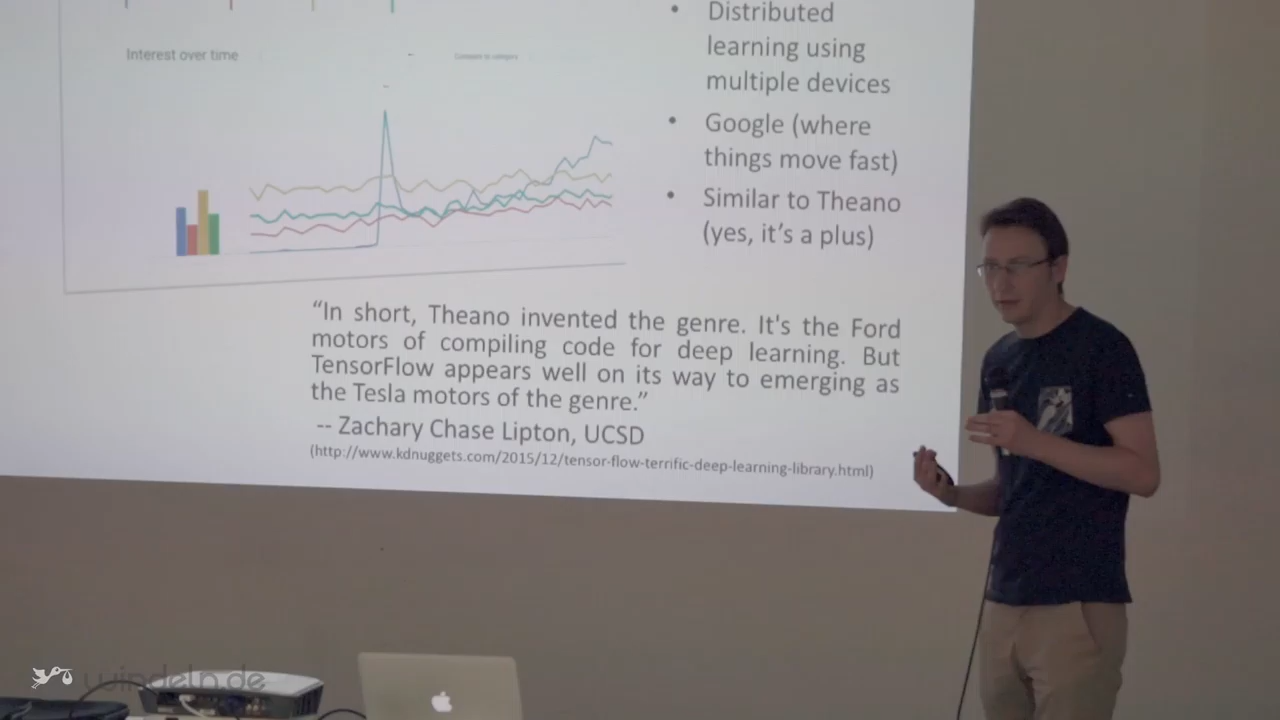 Interest over time
Compare to category
• Distributed
learning using
multiple devices
• Google (where
things move fast)
• Similar to Theano
(yes, it's a plus)
“In short, Theano invented the genre. It's the Ford
motors of compiling code for deep learning. But
TensorFlow appears well on its way to emerging as
the Tesla motors of the genre.”
-- Zachary Chase Lipton, UCSD
(http://www.kdnuggets.com/2015/12/tensor-flow-terrific-deep-learning-library.html)
windeln.de